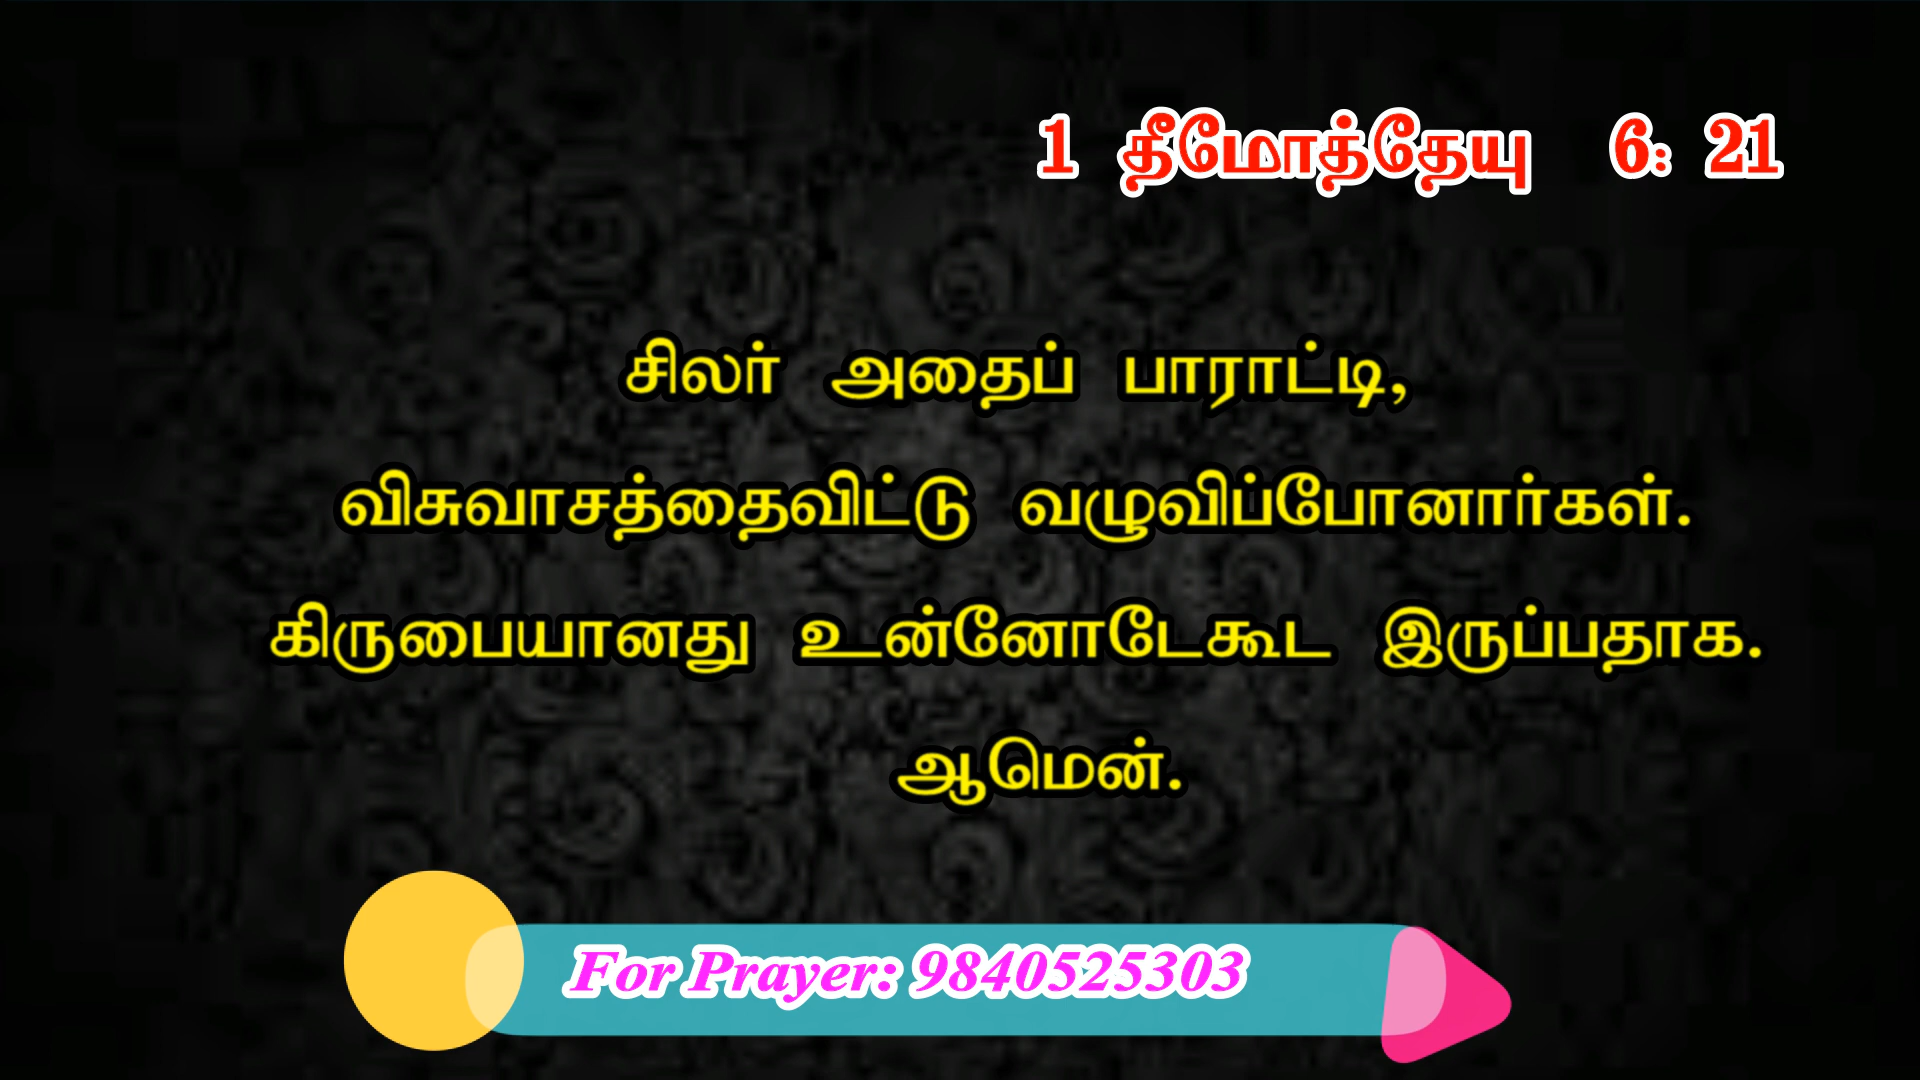 1 தீமோத்தேயு 6: 21
சிலர் அதைப் பாராட்டி,
விசுவாசத்தைவிட்டு வழுவிப்போனார்கள்.
கிருபையானது உன்னோடேகூட இருப்பதாக.
ஆமென்.
For Prayer: 9840525303